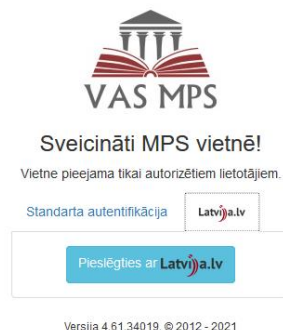 VAS MPS
Sveicināti MPS vietnē!
Vietne pieejama tikai autorizētiem lietotājiem.
Standarta autentifikācija Latvija.lv
Pieslēgties ar Latvija.lv
Versija 4.61.34019, © 2012 - 2021